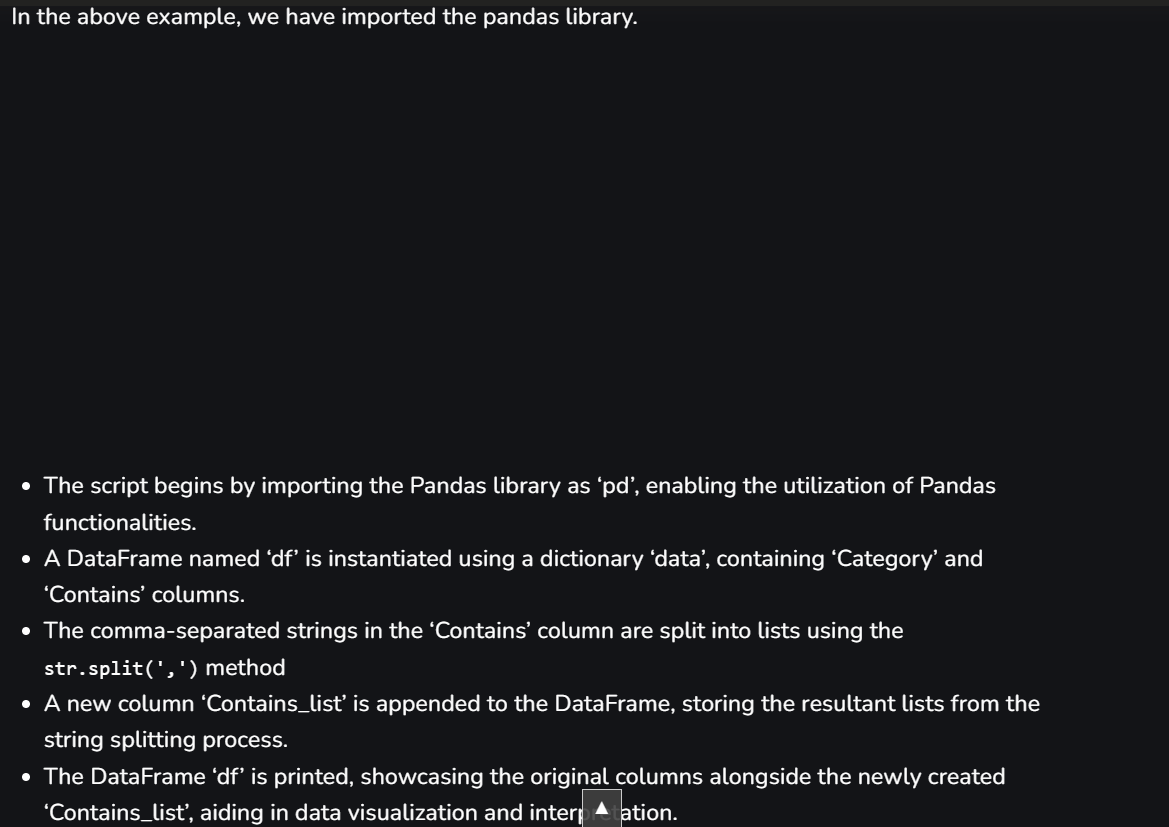 In the above example, we have imported the pandas library.
• The script begins by importing the Pandas library as ‘pd’, enabling the utilization of Pandas
functionalities.
• A DataFrame named ‘df’ is instantiated using a dictionary ‘data’, containing ‘Category’ and
‘Contains’ columns.
• The comma-separated strings in the ‘Contains’ column are split into lists using the
str.split(',') method
• A new column ‘Contains_list’ is appended to the DataFrame, storing the resultant lists from the
string splitting process.
• The DataFrame ‘df’ is printed, showcasing the original columns alongside the newly created
‘Contains_list’, aiding in data visualization and interpretation.